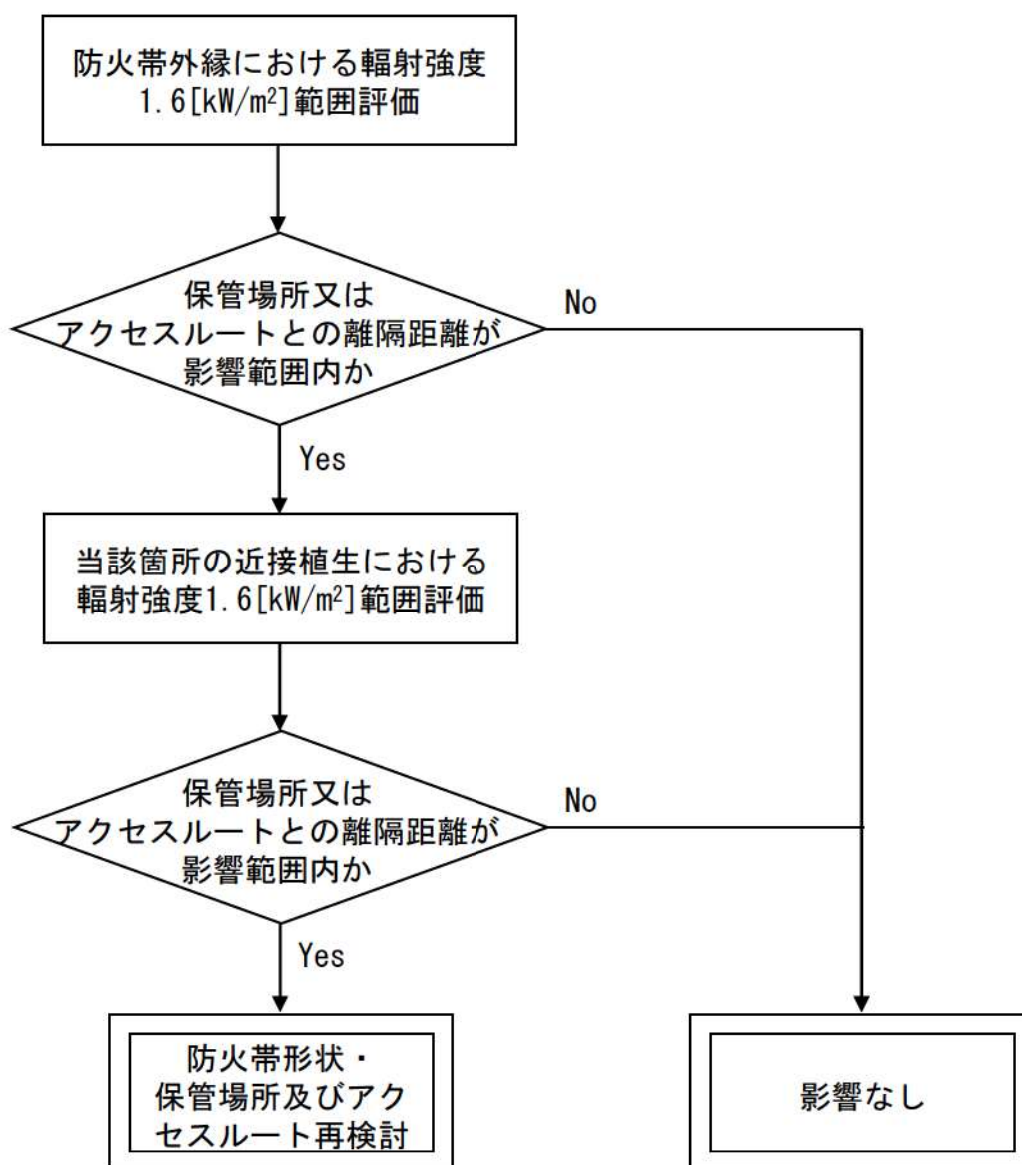 防火帯外縁における輻射強度
1.6[kW/m²]範囲評価
保管場所又は
アクセスルートとの離隔距離が
影響範囲内か
No
Yes
当該箇所の近接植生における
輻射強度1.6[kW/m²]範囲評価
保管場所又は
アクセスルートとの離隔距離が
影響範囲内か
No
Yes
防火帯形状・
保管場所及びアク
セスルート再検討
影響なし